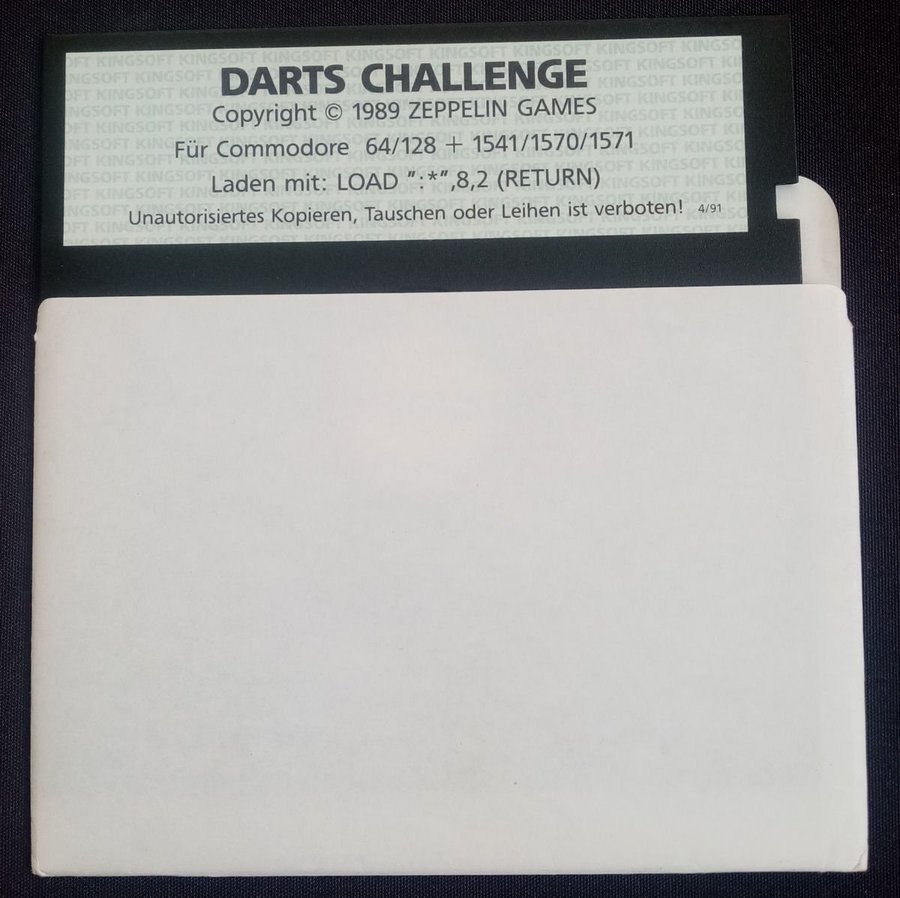 DARTS CHALLENGE
Copyright © 1989 ZEPPELIN GAMES
Für Commodore 64/128 + 1541/1570/1571
Laden mit: LOAD ":*",8,2 (RETURN)
Unautorisiertes Kopieren, Tauschen oder Leihen ist verboten! 4/91